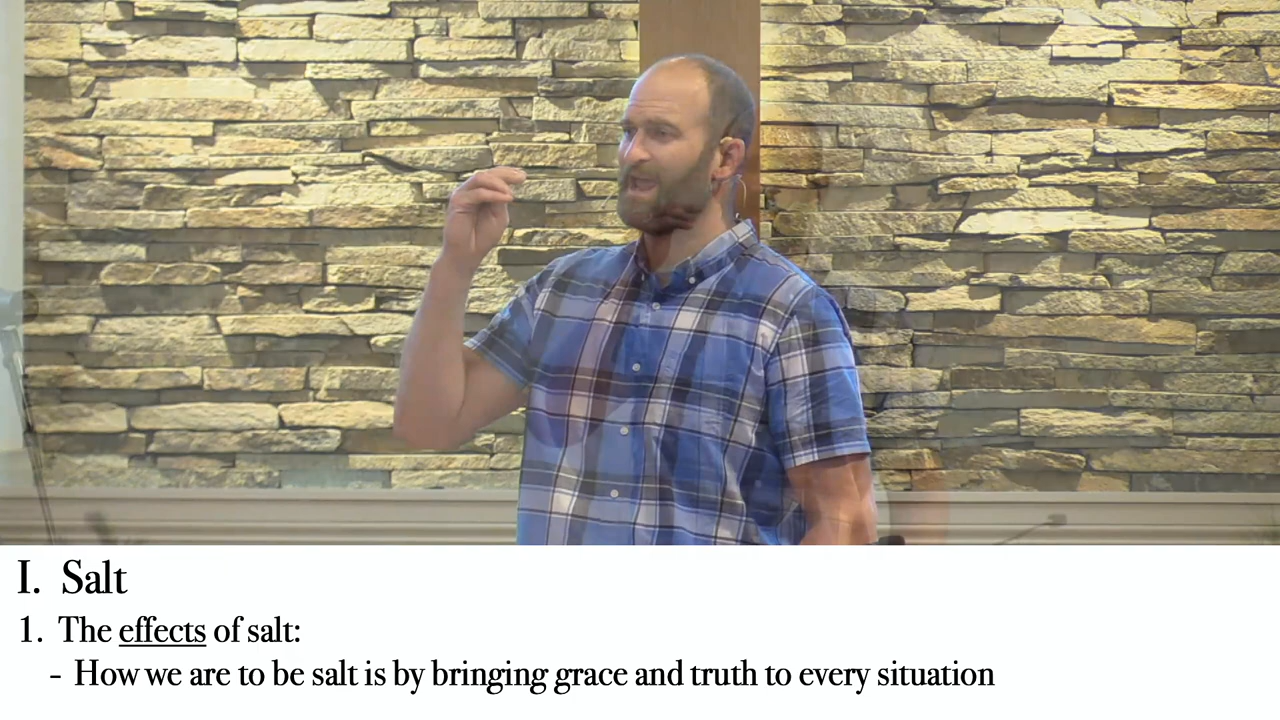 I. Salt
1. The effects of salt:
- How we are to be salt is by bringing grace and truth to every situation